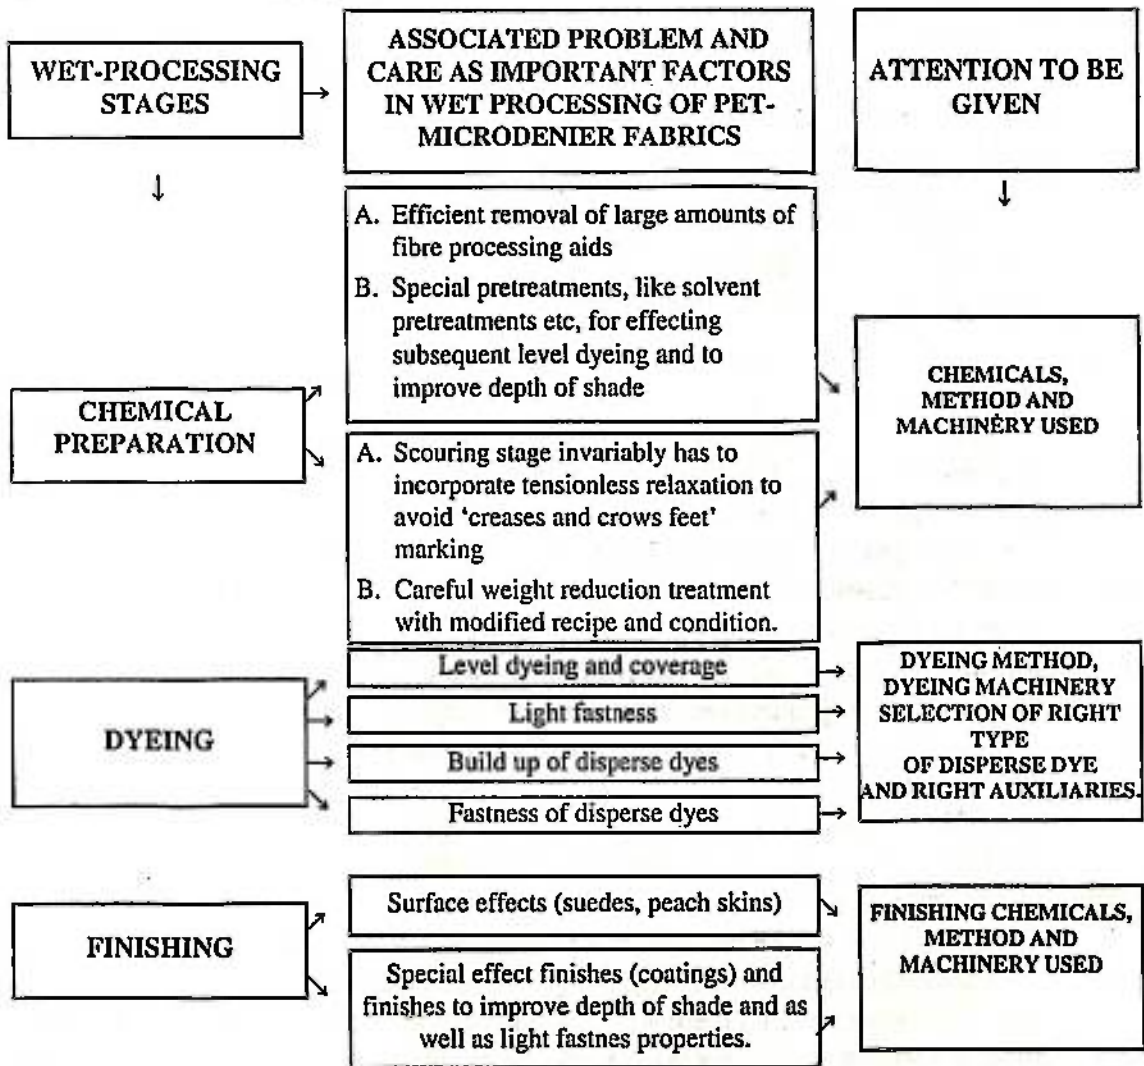 WET-PROCESSING
STAGES
ASSOCIATED PROBLEM AND
CARE AS IMPORTANT FACTORS
IN WET PROCESSING OF PET-
MICRODENIER FABRICS
ATTENTION TO BE
GIVEN
CHEMICAL
PREPARATION
A. Efficient removal of large amounts of
fibre processing aids
B. Special pretreatments, like solvent
pretreatments etc, for effecting
subsequent level dyeing and to
improve depth of shade
A. Scouring stage invariably has to
incorporate tensionless relaxation to
avoid ‘creases and crows feet’
marking
B. Careful weight reduction treatment
with modified recipe and condition.
CHEMICALS,
METHOD AND
MACHINERY USED
DYEING
Level dyeing and coverage
Light fastness
Build up of disperse dyes
Fastness of disperse dyes
DYEING METHOD,
DYEING MACHINERY
SELECTION OF RIGHT
TYPE
OF DISPERSE DYE
AND RIGHT AUXILIARIES.
FINISHING
Surface effects (suedes, peach skins)
Special effect finishes (coatings) and
finishes to improve depth of shade and as
well as light fastnes properties.
FINISHING CHEMICALS,
METHOD AND
MACHINERY USED